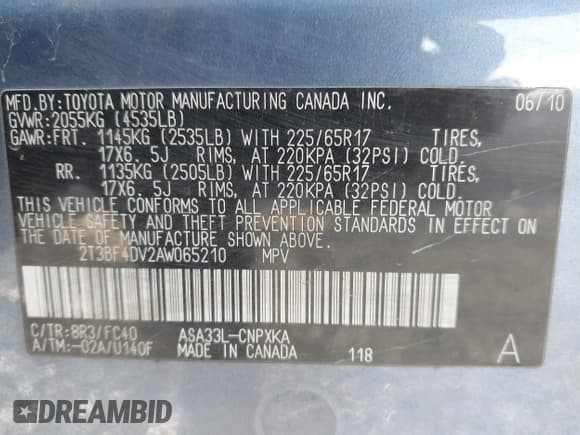 MFD.BY:TOYOTA MOTOR MANUFACTURING CANADA INC. 06/10
GVWR:2055KG (4535LB)
GAWR:FRT. 1145KG (2535LB) WITH 225/65R17 TIRES,
17X6. 5J RIMS, AT 220KPA (32PSI) COLD.
RR. 1135KG (2505LB) WITH 225/65R17 TIRES,
17X6. 5J RIMS, AT 220KPA (32PSI) COLD.
THIS VEHICLE CONFORMS TO ALL APPLICABLE FEDERAL MOTOR
VEHICLE SAFETY AND THEFT PREVENTION STANDARDS IN EFFECT ON
THE DATE OF MANUFACTURE SHOWN ABOVE.
2T3BF4DV2AW065210 MPV
C/TR:8R3/FC40 ASA33L-CNPXKA
A/TM:-02A/U140F MADE IN CANADA 118 A
DREAMBID